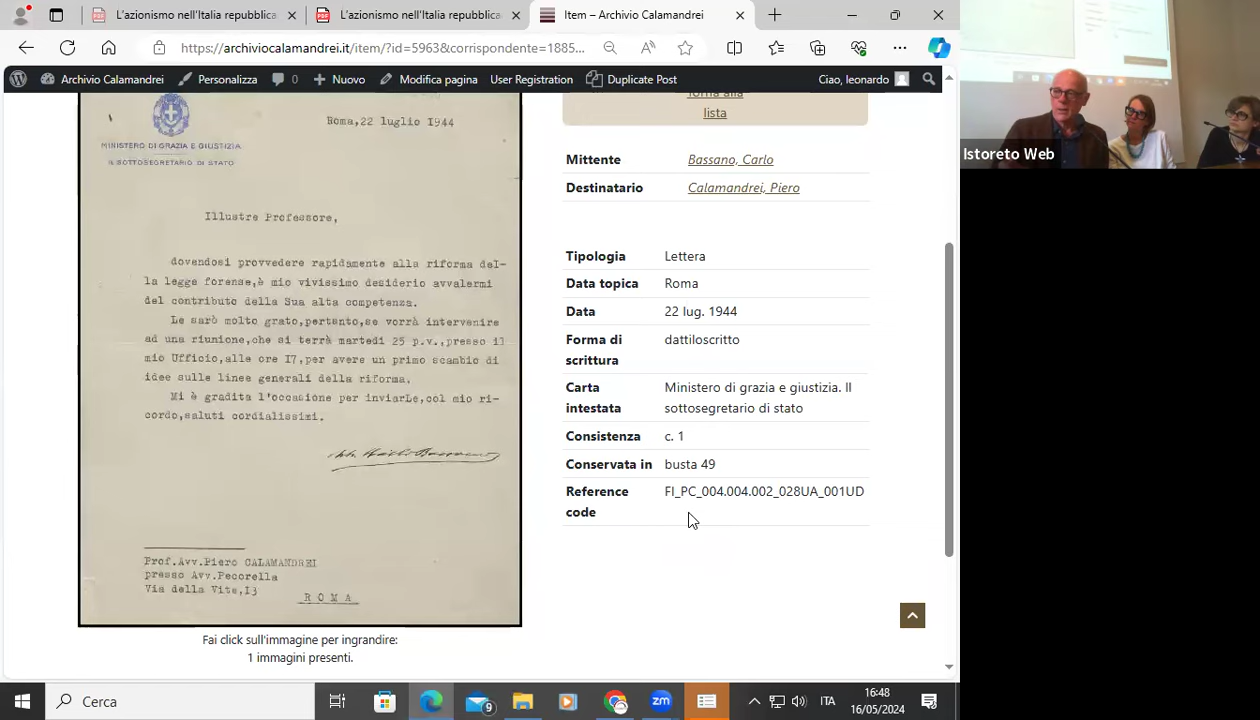 L'azionismo nell'Italia repubblica
L'azionismo nell'Italia repubblica
Item – Archivio Calamandrei
https://archiviocalamandrei.it/item/?id=5963&corrispondente=1885...
Archivio Calamandrei
Personalizza
0
Nuovo
Modifica pagina
User Registration
Duplicate Post
Ciao, leonardo
Roma,22 luglio I944
MINISTERO DI GRAZIA E GIUSTIZIA
IL SOTTOSEGRETARIO DI STATO
Illustre Professore,
dovendosi provvedere rapidamente alla riforma del-
la legge forense,è mio vivissimo desiderio avvalermi
del contributo della Sua alta competenza.
Le sarò molto grato,pertanto,se vorrà intervenire
ad una riunione,che si terrà martedì 25 p.v.,presso il
mio Ufficio,alle ore I7,per avere un primo scambio di
idee sulle linee generali della riforma.
Mi è gradita l'occasione per inviarLe,col mio ri-
cordo,saluti cordialissimi.
Prof.Avv.Piero CALAMANDREI
presso Avv.Pecorella
Via della Vite,I3
R O M A
Fai click sull'immagine per ingrandire:
1 immagini presenti.
Torna alla
lista
Mittente Bassano, Carlo
Destinatario Calamandrei, Piero
Tipologia Lettera
Data topica Roma
Data 22 lug. 1944
Forma di scrittura dattiloscritto
Carta intestata Ministero di grazia e giustizia. Il
sottosegretario di stato
Consistenza c. 1
Conservata in busta 49
Reference code FI_PC_004.004.002_028UA_001UD
Istoreto Web
Cerca
9
zm
ITA
16:48
16/05/2024